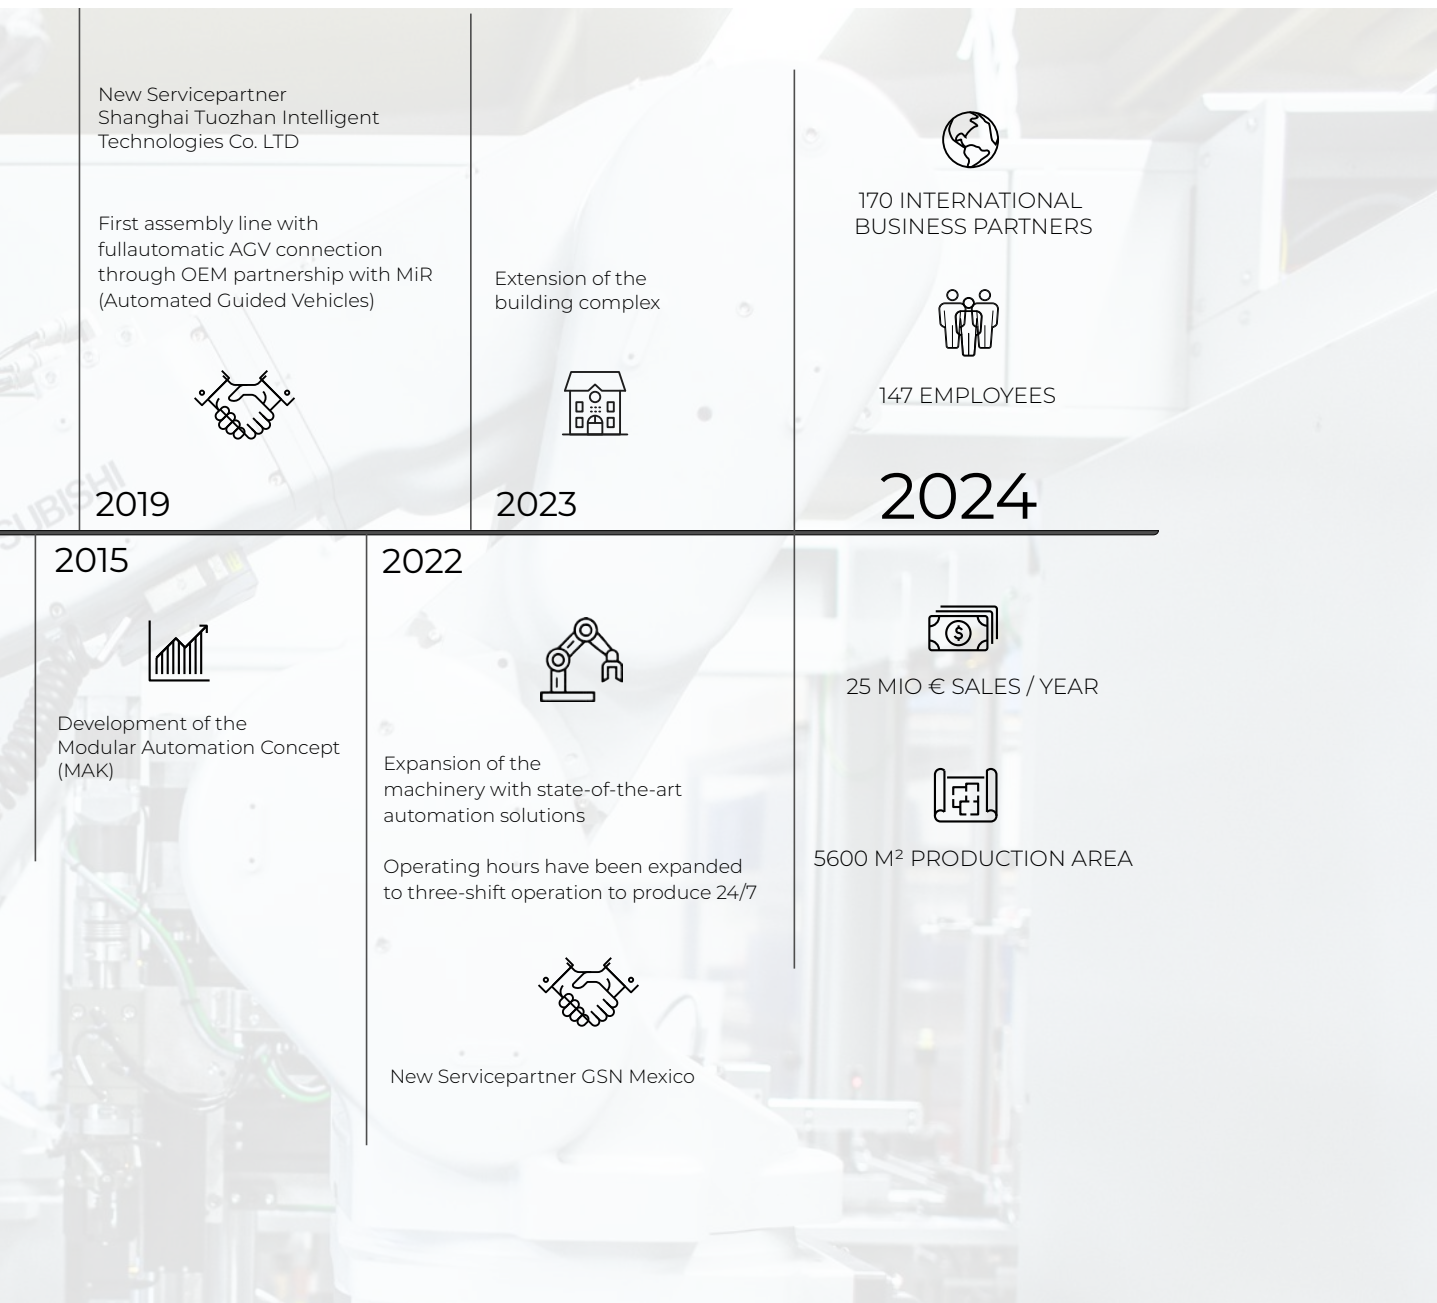 New Servicepartner
Shanghai Tuozhan Intelligent
Technologies Co. LTD
First assembly line with
fullautomatic AGV connection
through OEM partnership with MiR
(Automated Guided Vehicles)
2019
Extension of the
building complex
2023
170 INTERNATIONAL
BUSINESS PARTNERS
147 EMPLOYEES
2024
SUBISHI
2015
Development of the
Modular Automation Concept
(MAK)
2022
Expansion of the
machinery with state-of-the-art
automation solutions
Operating hours have been expanded
to three-shift operation to produce 24/7
New Servicepartner GSN Mexico
25 MIO € SALES / YEAR
5600 M² PRODUCTION AREA